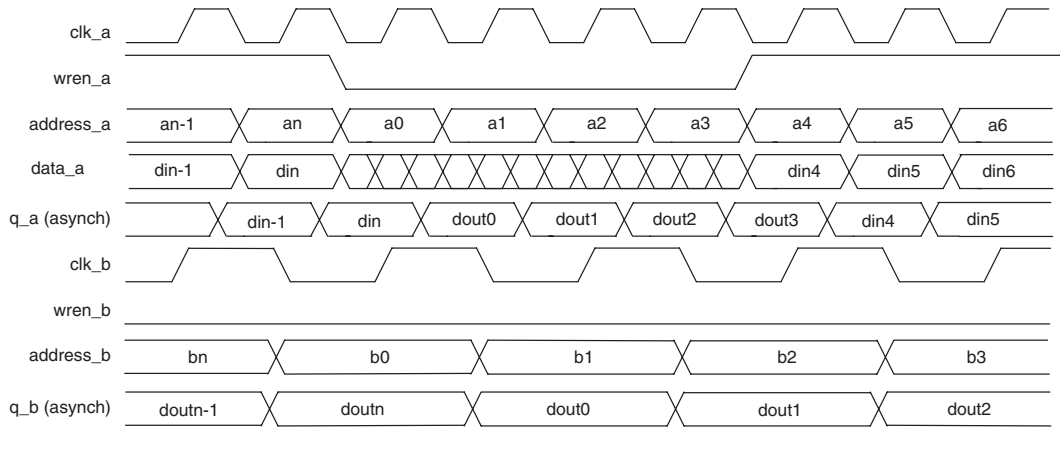 clk_a
wren_a
address_a an-1 an a0 a1 a2 a3 a4 a5 a6
data_a din-1 din din4 din5 din6
q_a (asynch) din-1 din dout0 dout1 dout2 dout3 din4 din5
clk_b
wren_b
address_b bn b0 b1 b2 b3
q_b (asynch) doutn-1 doutn dout0 dout1 dout2